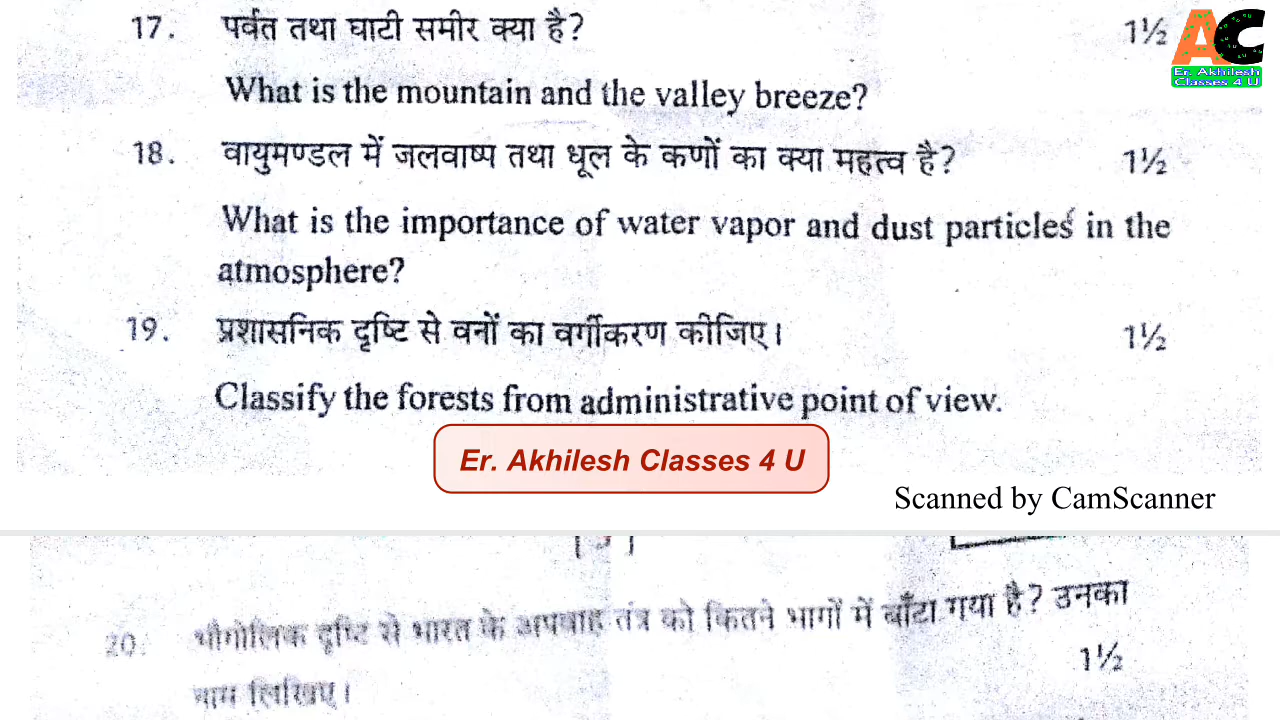 17. पर्वत तथा घाटी समीर क्या है? 1½
What is the mountain and the valley breeze?
18. वायुमण्डल में जलवाष्प तथा धूल के कणों का क्या महत्व है? 1½
What is the importance of water vapor and dust particles in the
atmosphere?
19. प्रशासनिक दृष्टि से वनों का वर्गीकरण कीजिए। 1½
Classify the forests from administrative point of view.
Er. Akhilesh Classes 4 U
Scanned by CamScanner
20. भौगोलिक दृष्टि से भारत के अपवाह तंत्र को कितने भागों में बाँटा गया है? उनका
1½
नाम लिखिए।
AC
Er. Akhilesh
Classes 4 U